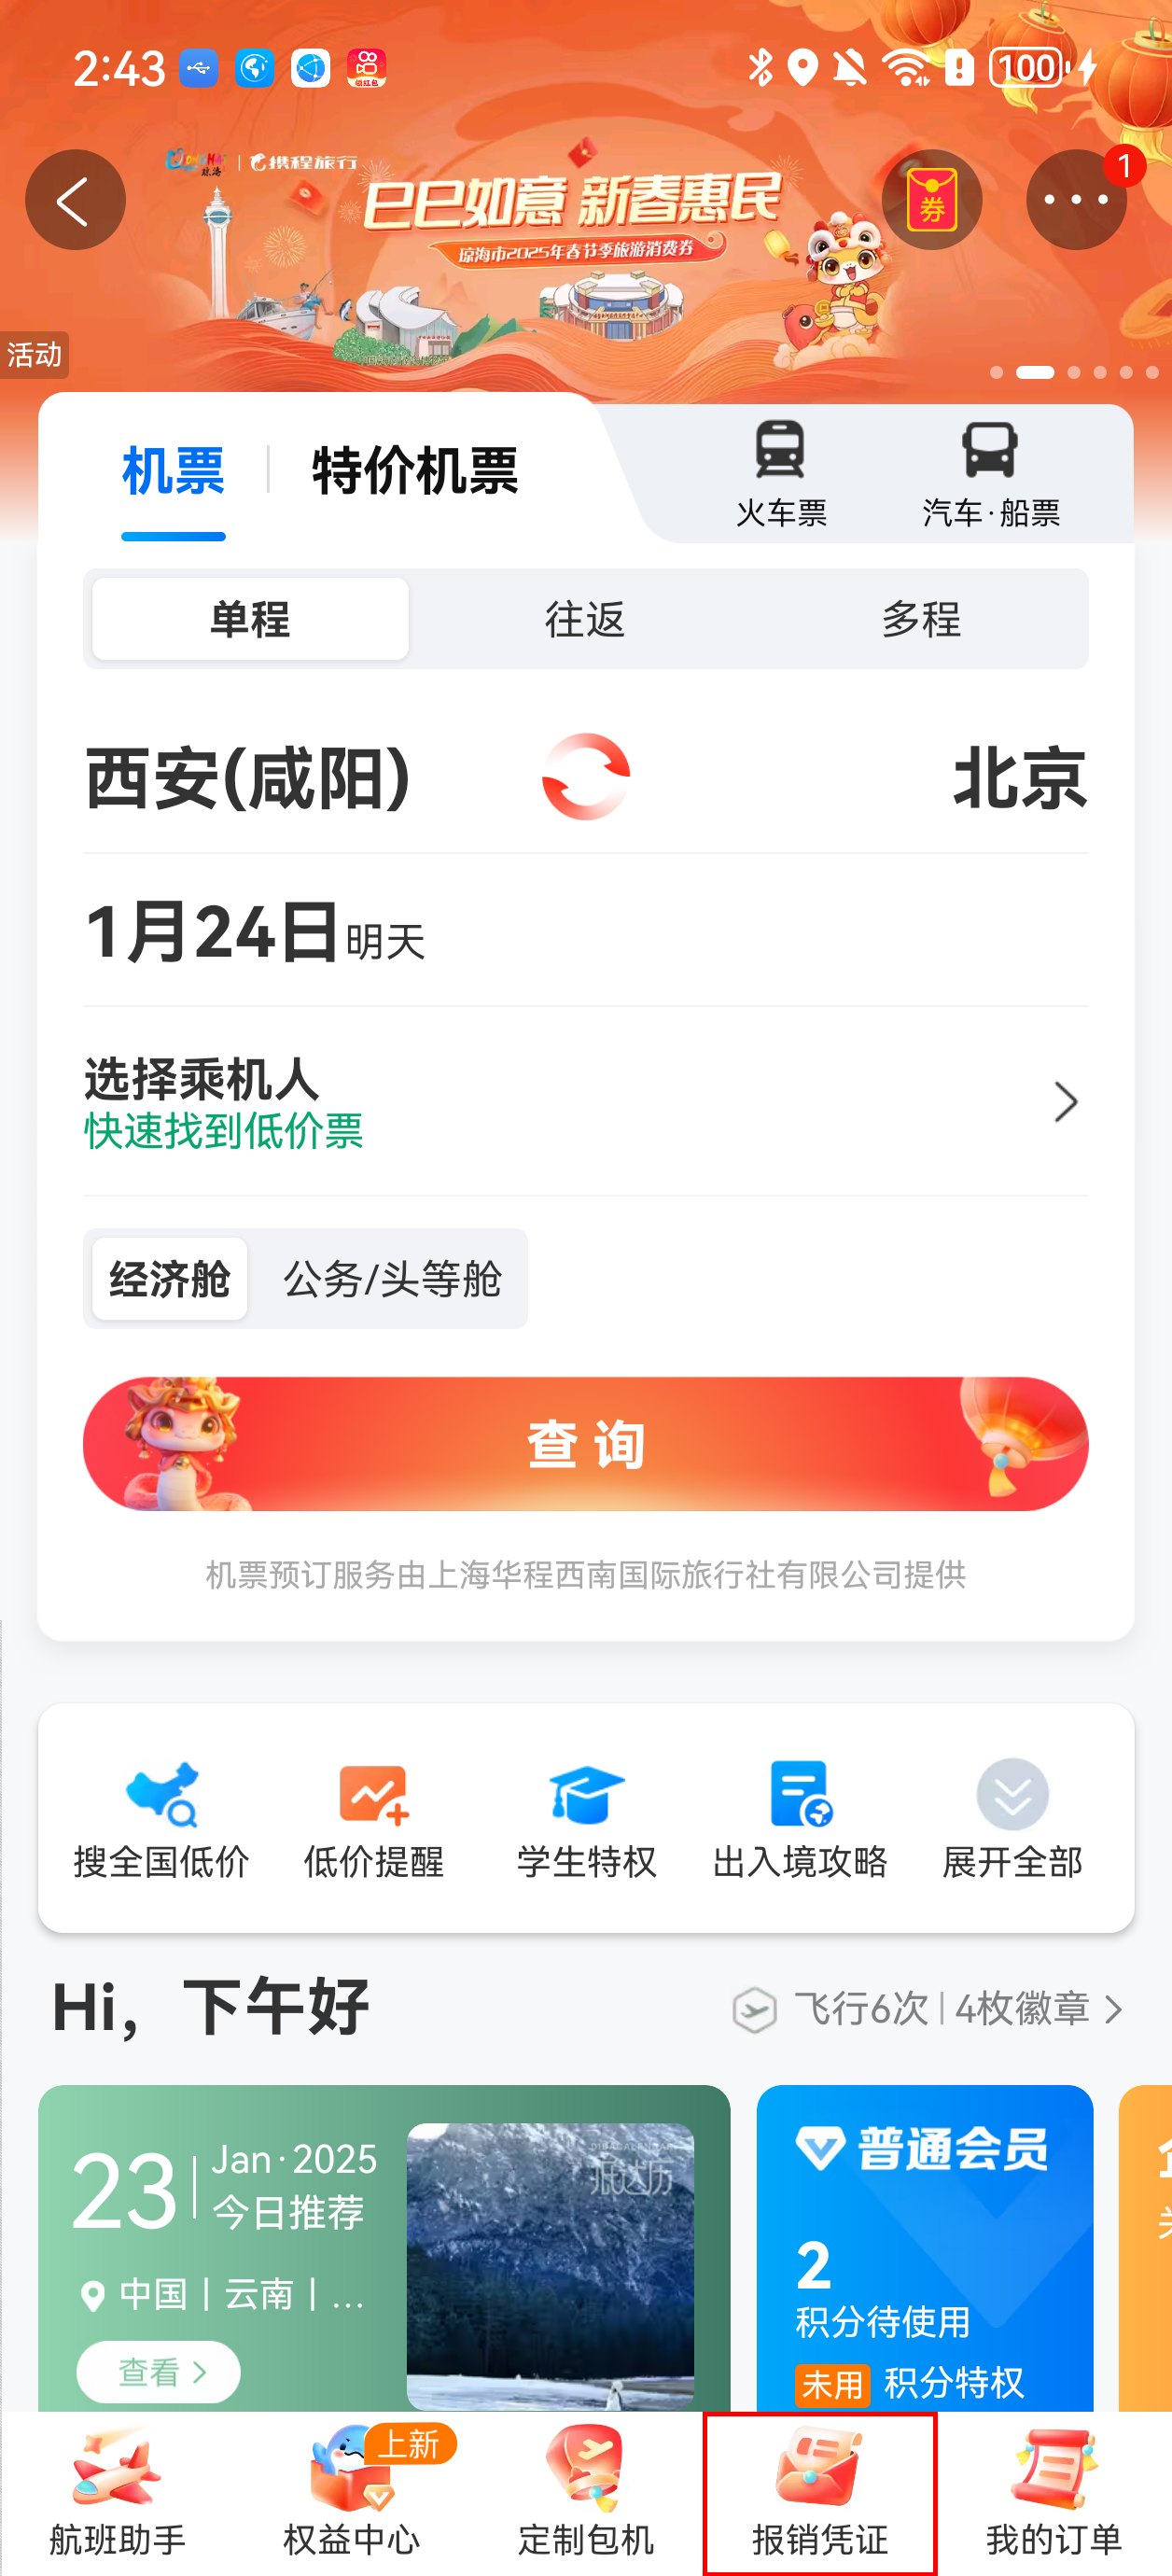 2:43
领红包
100
琼海
携程旅行
券
1
巳巳如意 新春惠民
琼海市2025年春节季旅游消费券
活动
机票
特价机票
火车票
汽车·船票
单程
往返
多程
西安(咸阳)
北京
1月24日明天
选择乘机人
快速找到低价票
经济舱
公务/头等舱
查询
机票预订服务由上海华程西南国际旅行社有限公司提供
搜全国低价
低价提醒
学生特权
出入境攻略
展开全部
Hi，下午好
飞行6次
4枚徽章
23
Jan·2025
今日推荐
中国丨云南丨...
查看
普通会员
2
积分待使用
未用
积分特权
上新
航班助手
权益中心
定制包机
报销凭证
我的订单